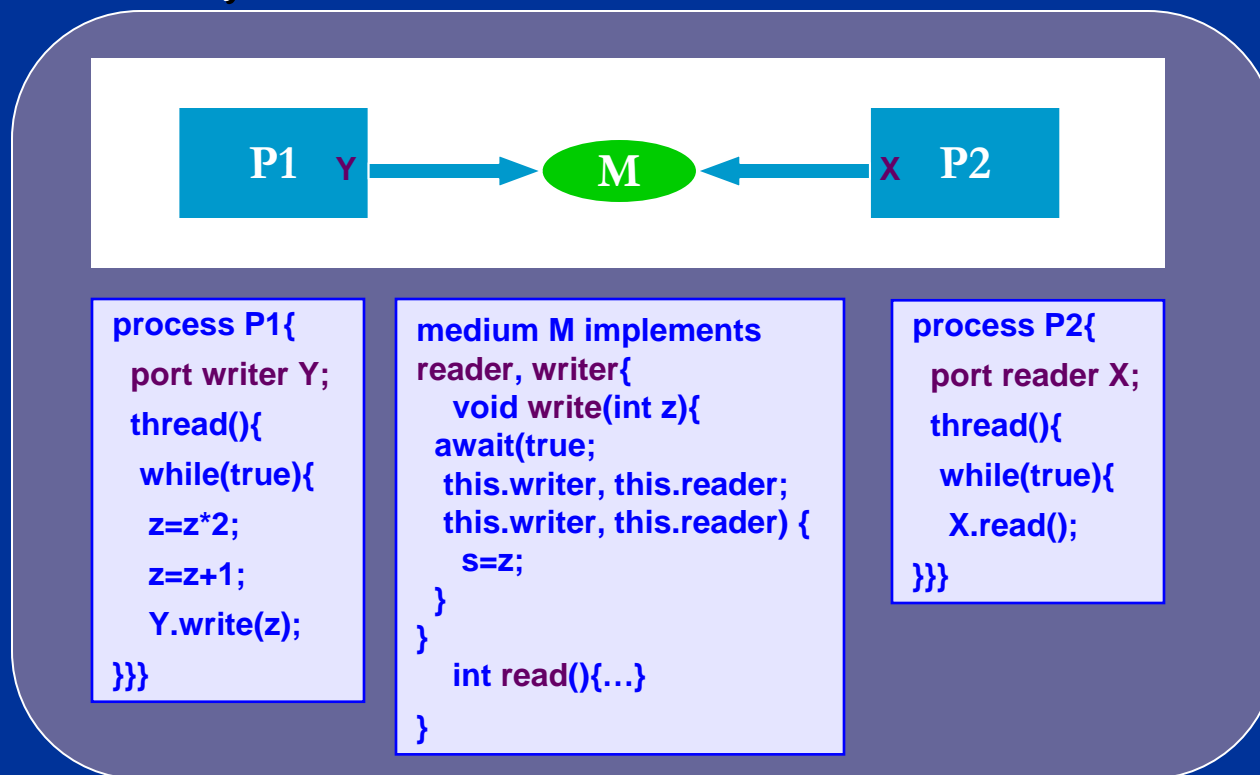 P1 Y M X P2
process P1{
port writer Y;
thread(){
while(true){
z=z*2;
z=z+1;
Y.write(z);
}}}
medium M implements
reader, writer{
void write(int z){
await(true;
this.writer, this.reader;
this.writer, this.reader) {
s=z;
}
}
int read(){…}
}
process P2{
port reader X;
thread(){
while(true){
X.read();
}}}